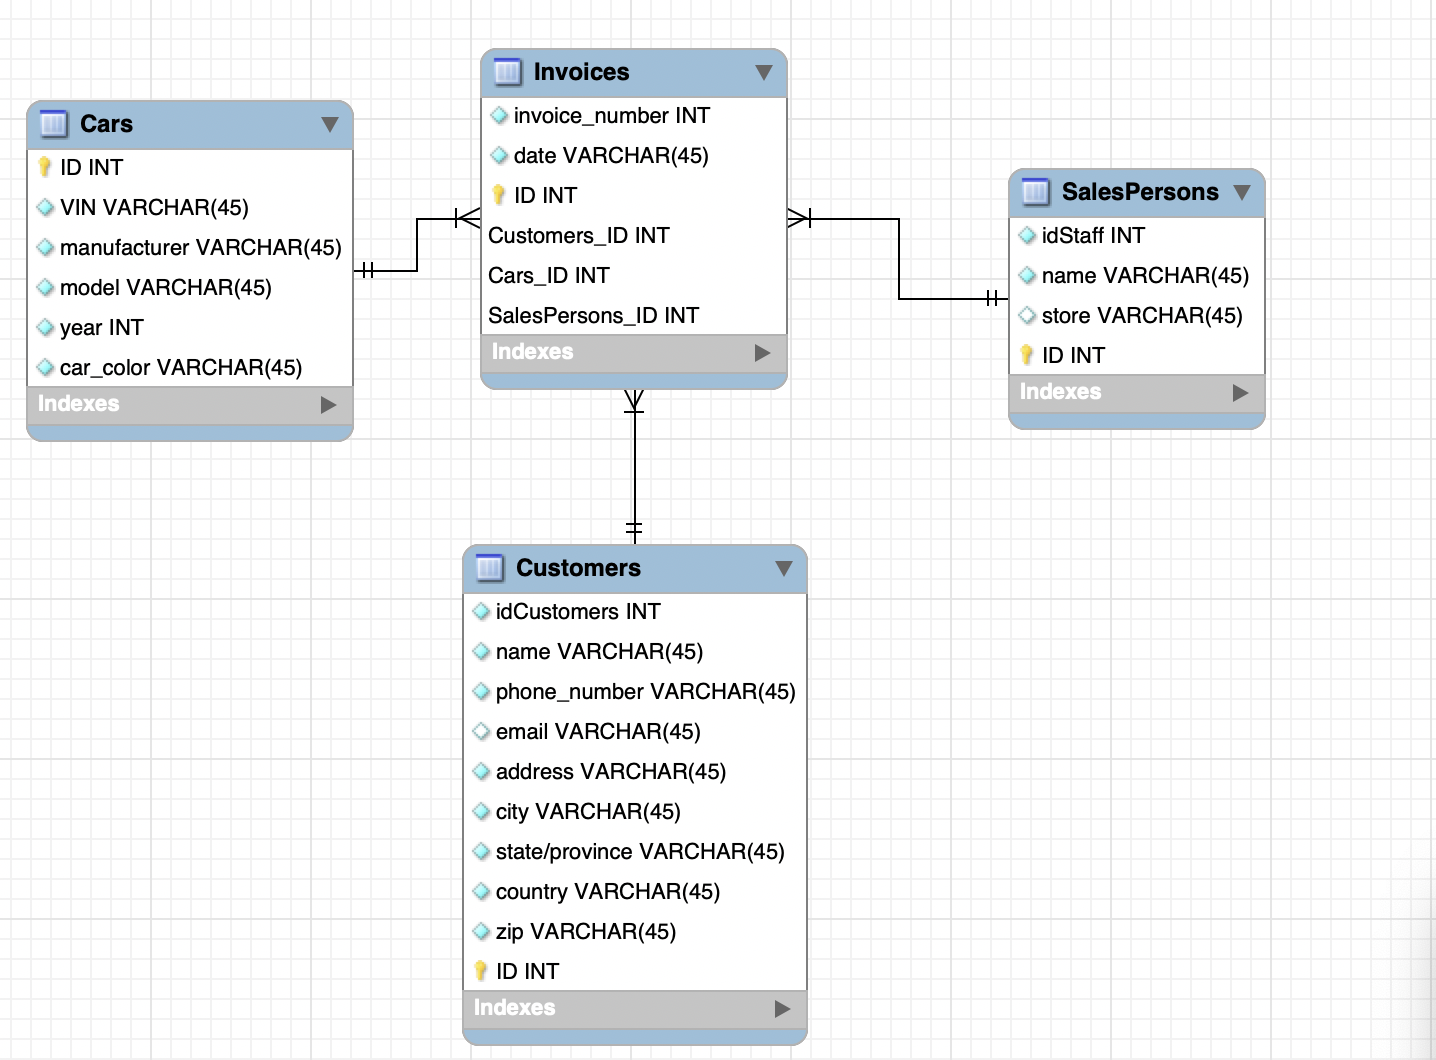 Cars
ID INT
VIN VARCHAR(45)
manufacturer VARCHAR(45)
model VARCHAR(45)
year INT
car_color VARCHAR(45)
Indexes
Invoices
invoice_number INT
date VARCHAR(45)
ID INT
Customers_ID INT
Cars_ID INT
SalesPersons_ID INT
Indexes
SalesPersons
idStaff INT
name VARCHAR(45)
store VARCHAR(45)
ID INT
Indexes
Customers
idCustomers INT
name VARCHAR(45)
phone_number VARCHAR(45)
email VARCHAR(45)
address VARCHAR(45)
city VARCHAR(45)
state/province VARCHAR(45)
country VARCHAR(45)
zip VARCHAR(45)
ID INT
Indexes